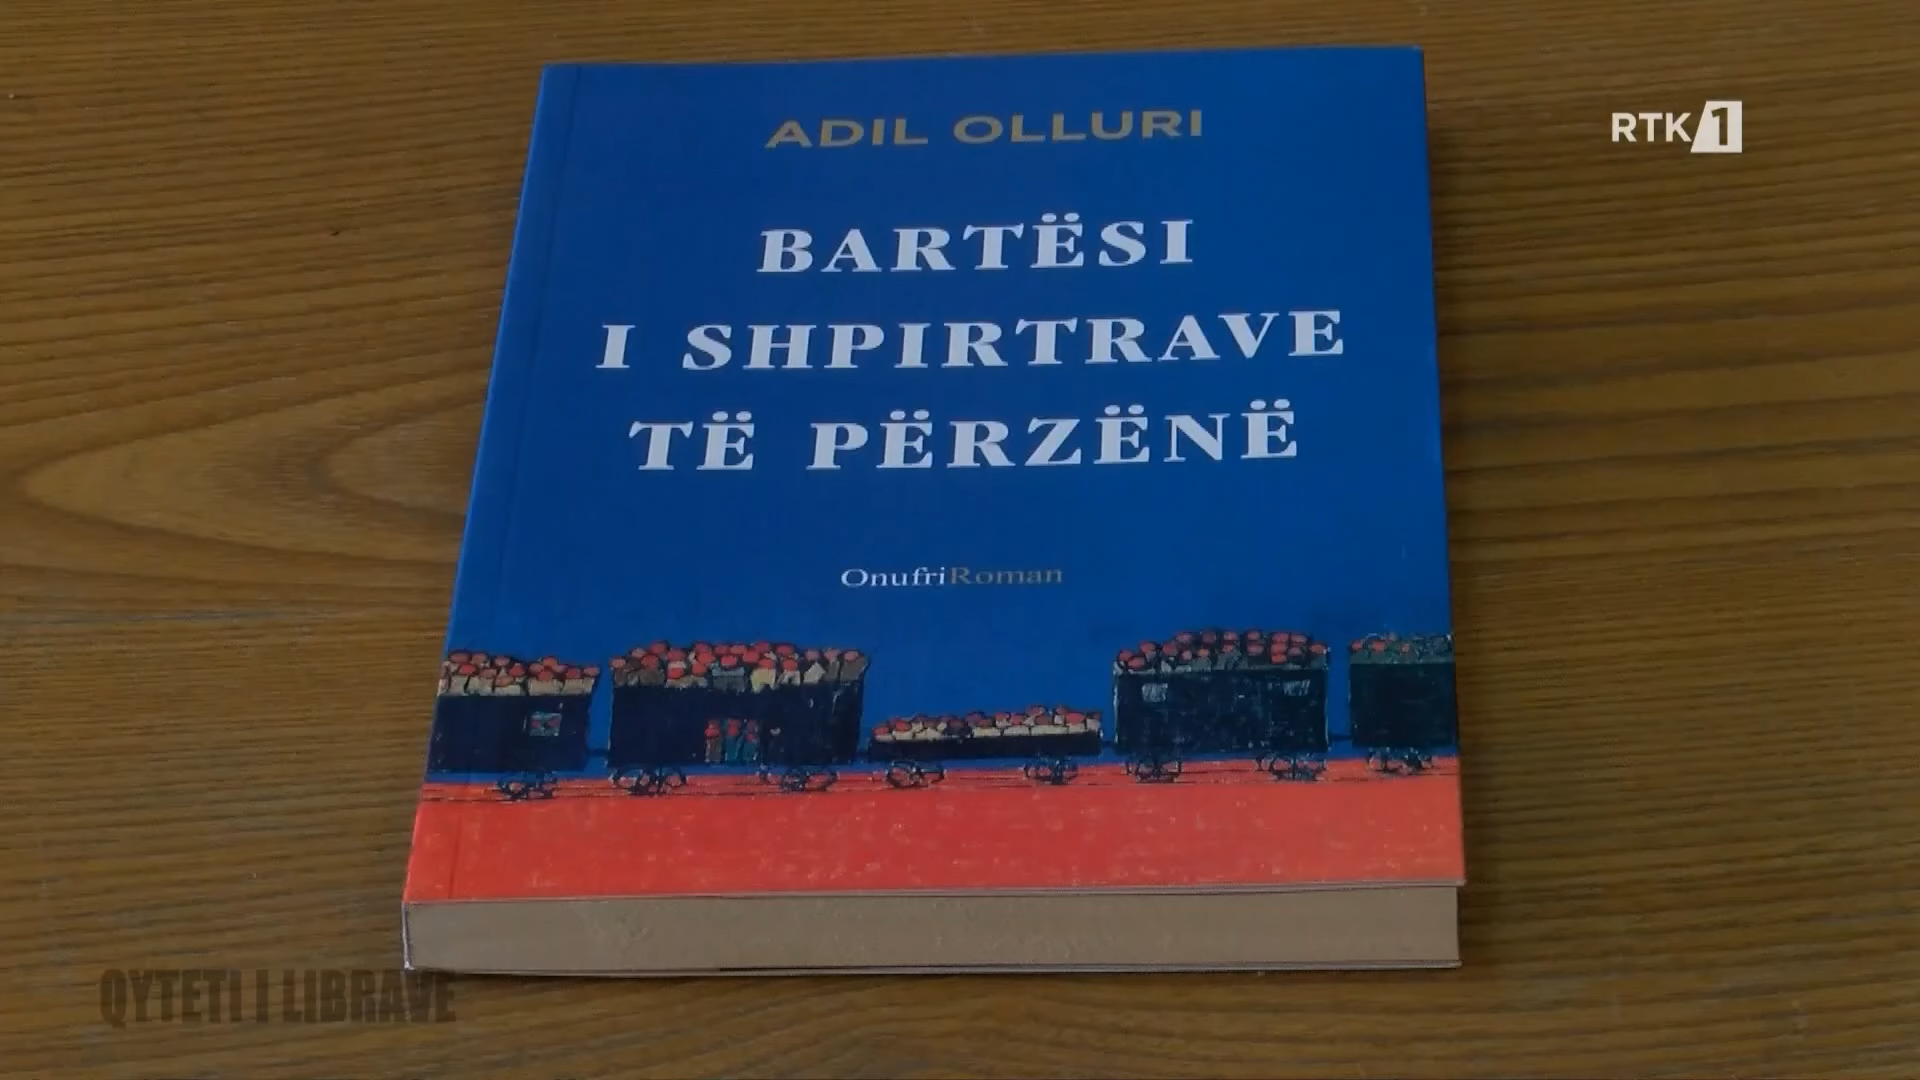 ADIL OLLURI
RTK 1
BARTËSI
I SHPIRTRAVE
TË PËRZËNË
OnufriRoman
QYTETI I LIBRAVE